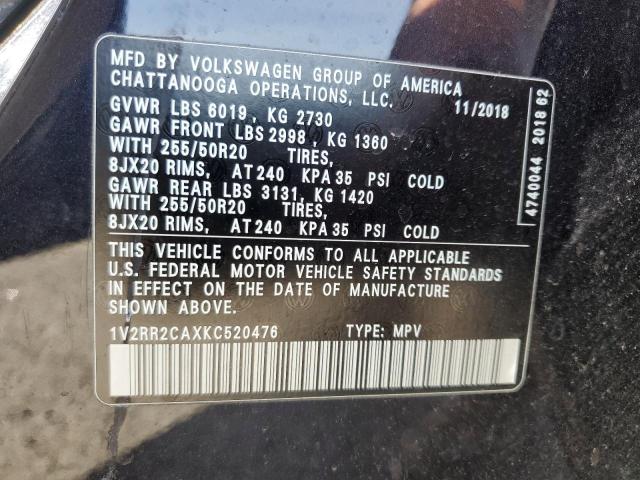 MFD BY VOLKSWAGEN GROUP OF AMERICA
CHATTANOOGA OPERATIONS, LLC. 11/2018
GVWR LBS 6019, KG 2730
GAWR FRONT LBS 2998, KG 1360
WITH 255/50R20 TIRES,
8JX20 RIMS, AT 240 KPA 35 PSI COLD
GAWR REAR LBS 3131, KG 1420
WITH 255/50R20 TIRES,
8JX20 RIMS, AT 240 KPA 35 PSI COLD
THIS VEHICLE CONFORMS TO ALL APPLICABLE
U.S. FEDERAL MOTOR VEHICLE SAFETY STANDARDS
IN EFFECT ON THE DATE OF MANUFACTURE
SHOWN ABOVE.
1V2RR2CAXKC520476 TYPE: MPV
4740044 2018 62